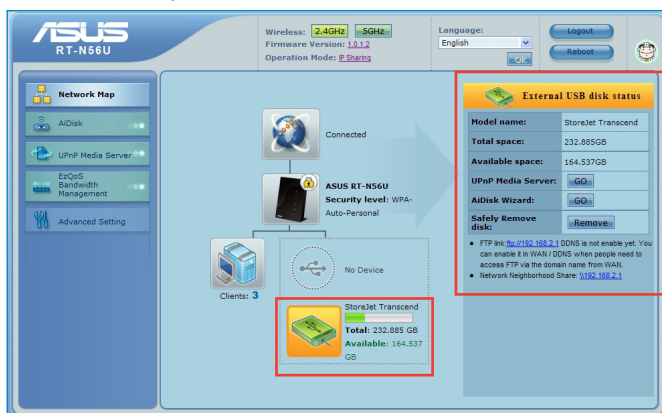 ASUS
RT-N56U
Wireless: 2.4GHz 5GHz
Firmware Version: 1.0.1.2
Operation Mode: IP Sharing
Language:
English
OK
Logout
Reboot
Network Map
AiDisk
UPnP Media Server
EzQoS
Bandwidth
Management
Advanced Setting
Connected
ASUS RT-N56U
Security level: WPA-
Auto-Personal
Clients: 3
No Device
StoreJet Transcend
Total: 232.885 GB
Available: 164.537
GB
External USB disk status
Model name: StoreJet Transcend
Total space: 232.885GB
Available space: 164.537GB
UPnP Media Server: GO
AiDisk Wizard: GO
Safely Remove
disk: Remove
FTP link:ftp://192.168.2.1 DDNS is not enable yet. You
can enable it in WAN / DDNS when people need to
access FTP via the domain name from WAN.
Network Neighborhood
Share: \\192.168.2.1